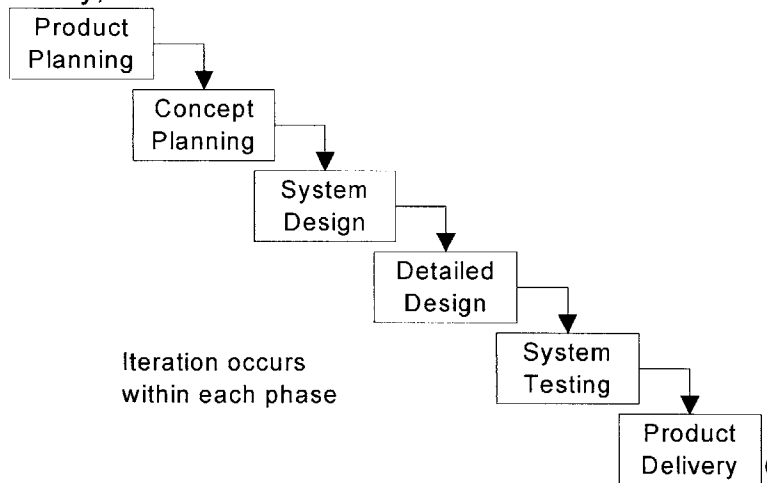 Product
Planning
Concept
Planning
System
Design
Detailed
Design
Iteration occurs
within each phase
System
Testing
Product
Delivery